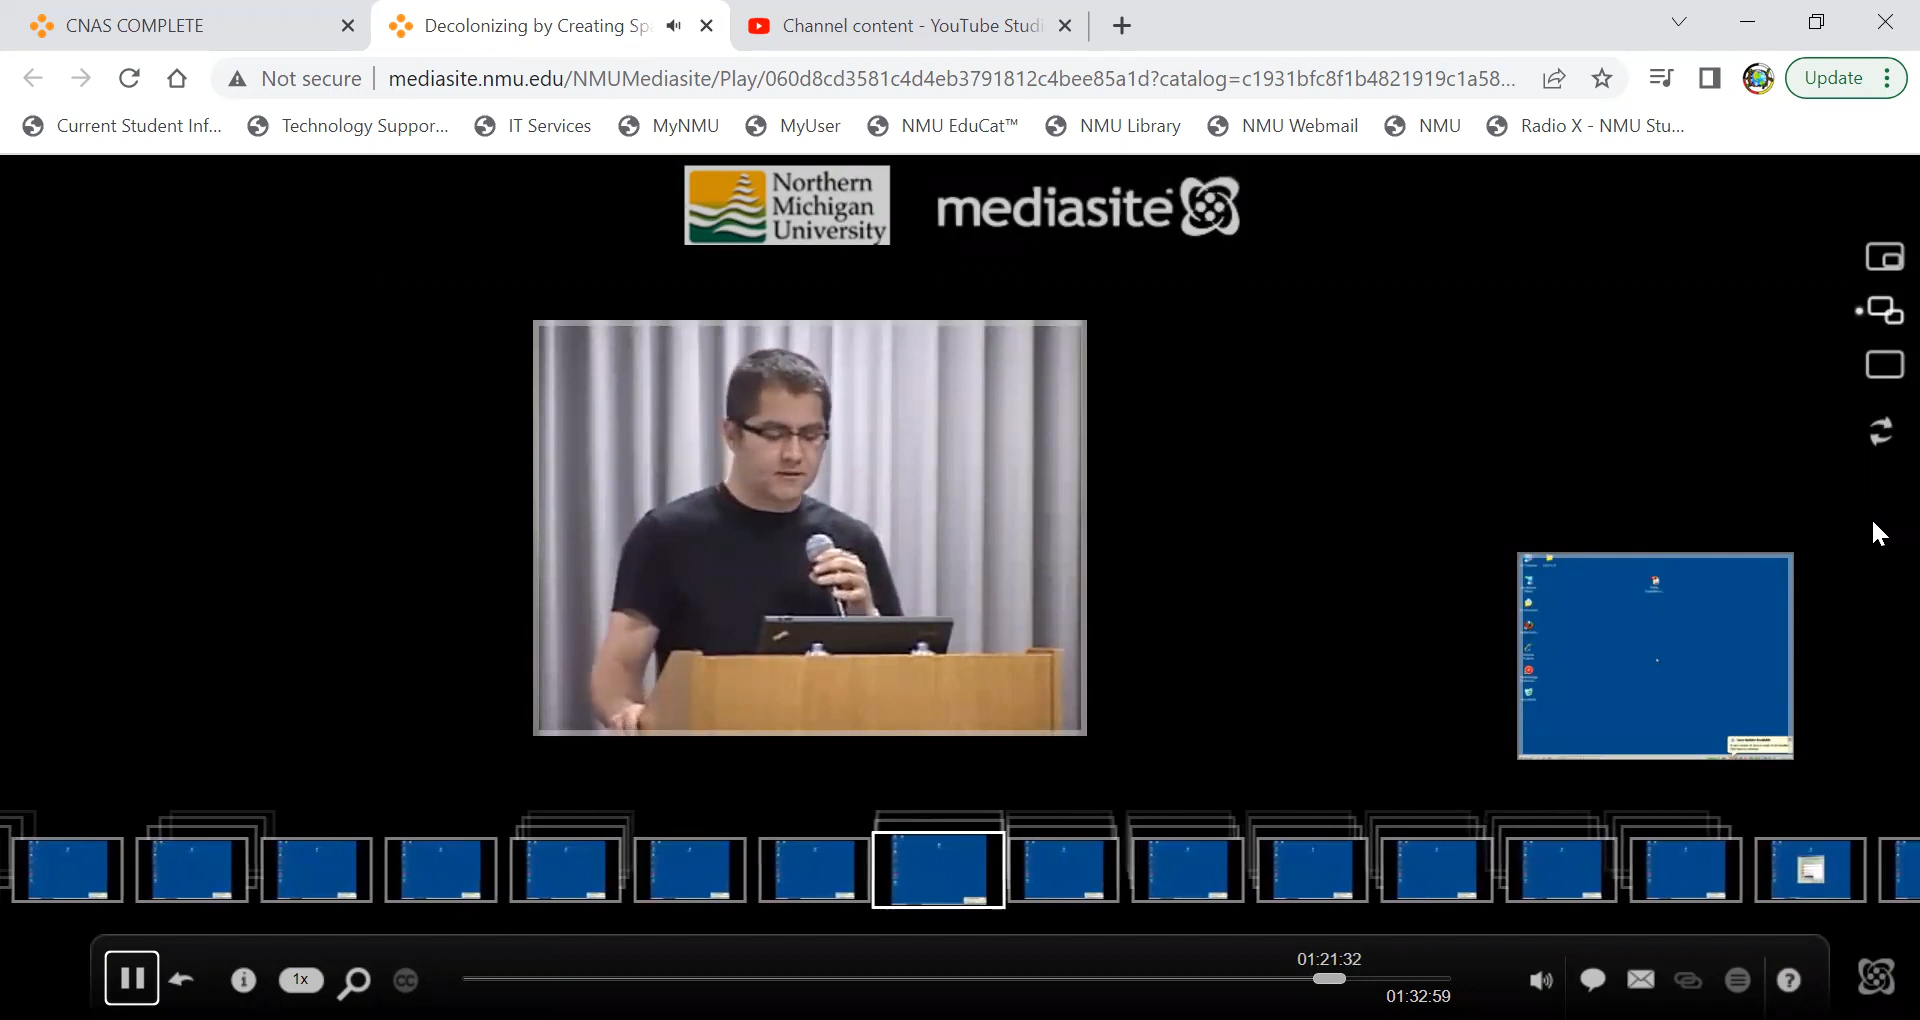 CNAS COMPLETE
Decolonizing by Creating Sp
Channel content - YouTube Studi
Not secure
mediasite.nmu.edu/NMUMediasite/Play/060d8cd3581c4d4eb3791812c4bee85a1d?catalog=c1931bfc8f1b4821919c1a58...
Update
Current Student Inf...
Technology Suppor...
IT Services
MyNMU
MyUser
NMU EduCat™
NMU Library
NMU Webmail
NMU
Radio X - NMU Stu...
Northern
Michigan
University
mediasite
1x
CC
01:21:32
01:32:59